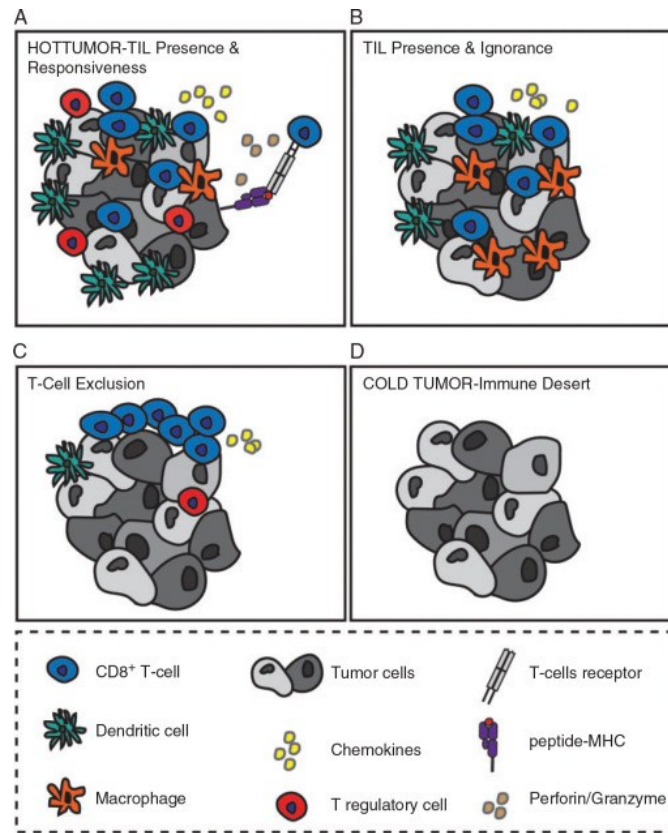 A
HOTTUMOR-TIL Presence &
Responsiveness
B
TIL Presence & Ignorance
C
T-Cell Exclusion
D
COLD TUMOR-Immune Desert
CD8⁺ T-cell
Tumor cells
T-cells receptor
Dendritic cell
Chemokines
peptide-MHC
Macrophage
T regulatory cell
Perforin/Granzyme